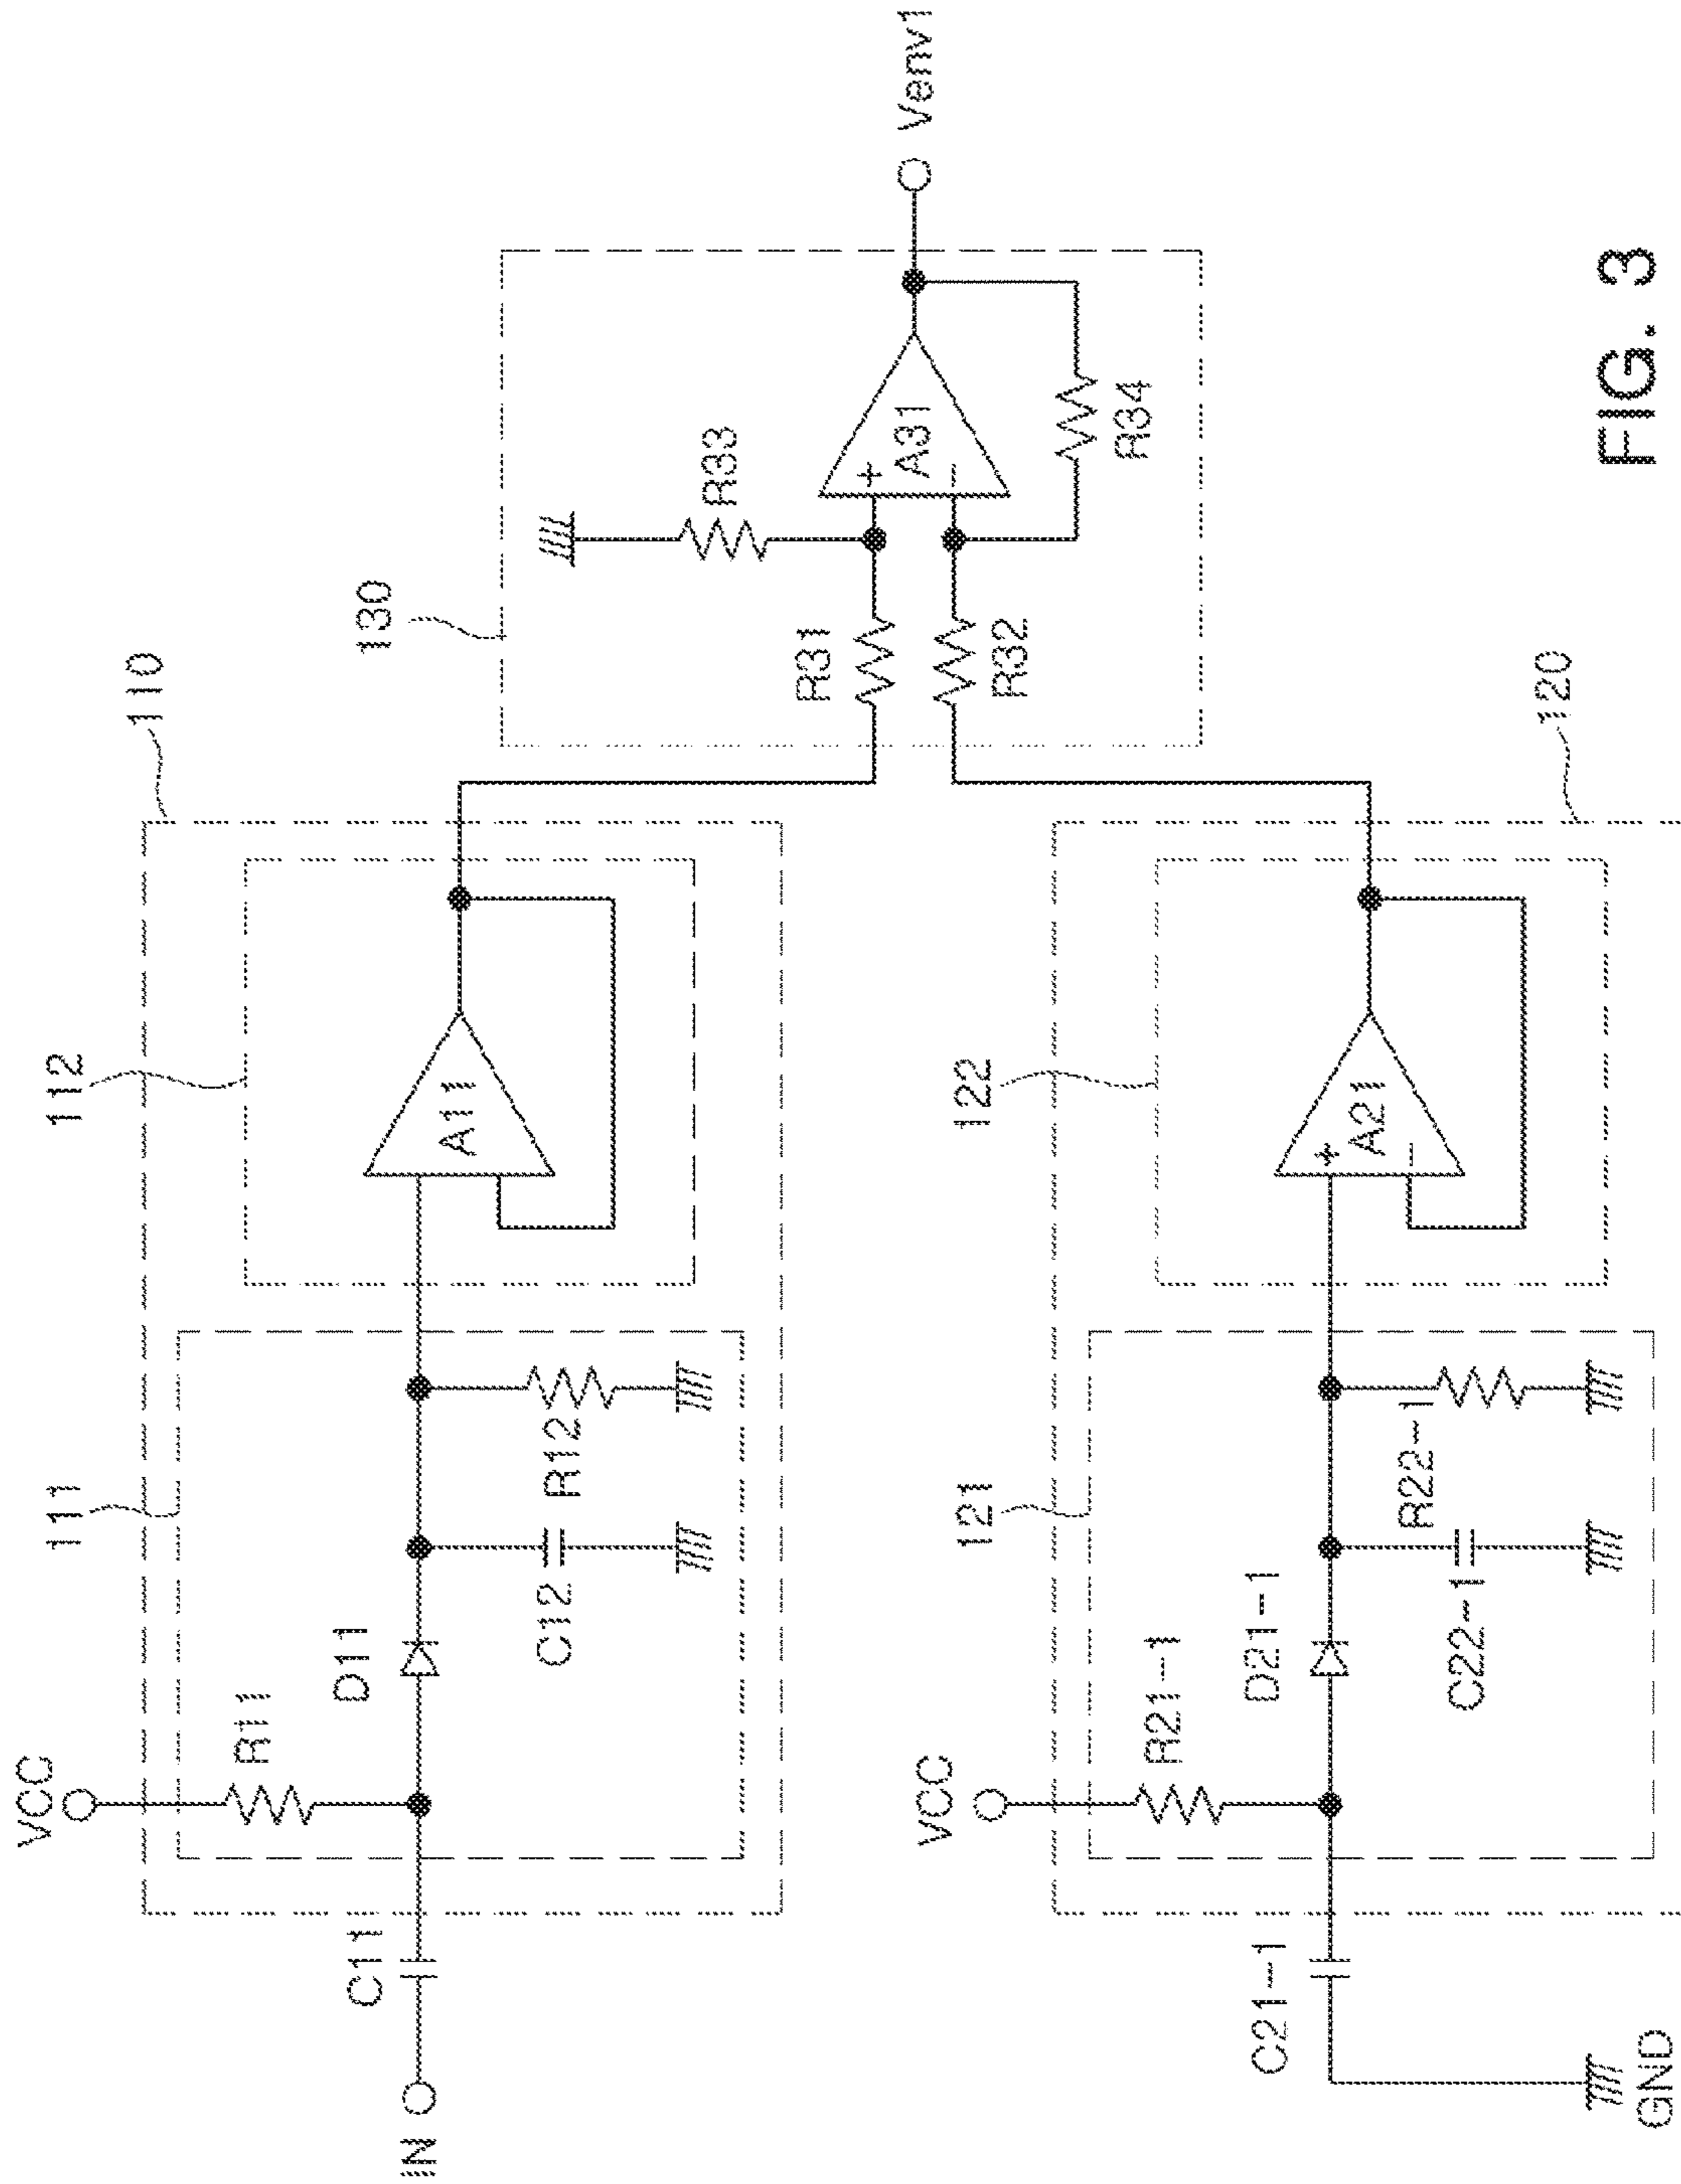 110
111
112
VCC
R11
D11
C12
R12
A11
IN
C11
130
R33
R31
+
A31
−
R32
R34
Venv1
120
121
122
VCC
R21-1
D21-1
C22-1
R22-1
+
A21
−
C21-1
GND
FIG. 3